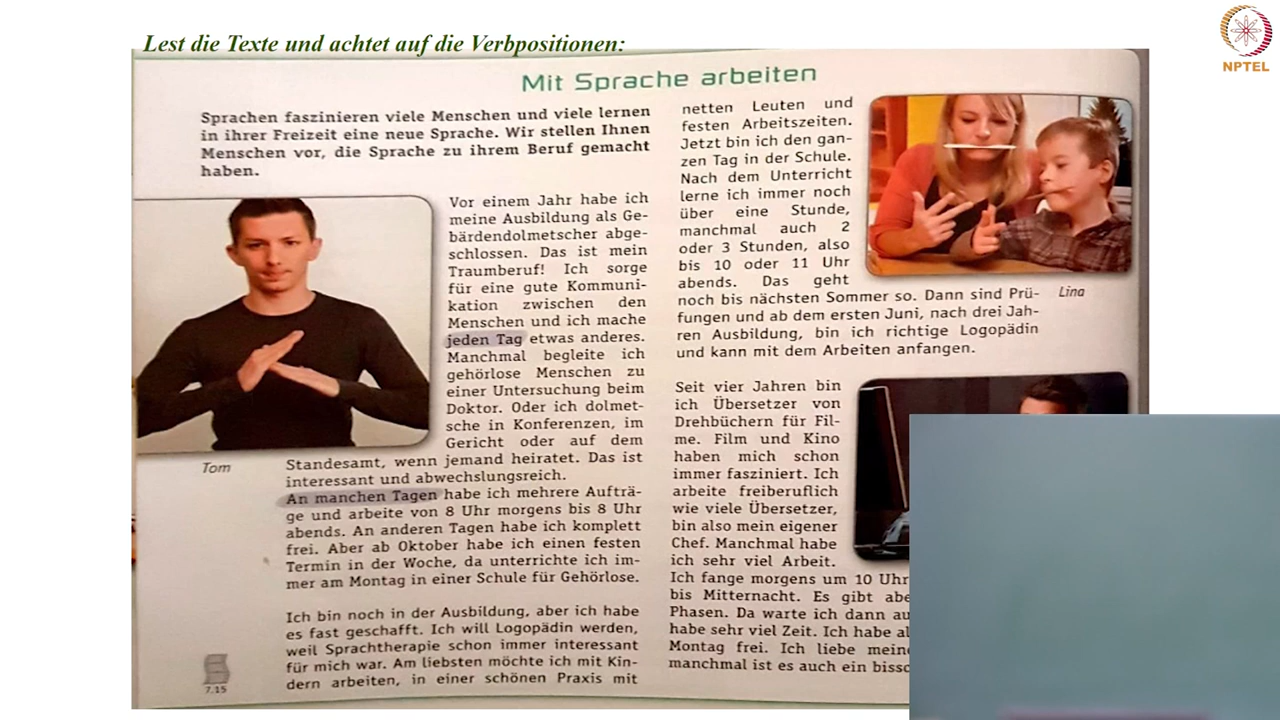 Lest die Texte und achtet auf die Verbpositionen:
NPTEL
Mit Sprache arbeiten
Sprachen faszinieren viele Menschen und viele lernen
in ihrer Freizeit eine neue Sprache. Wir stellen Ihnen
Menschen vor, die Sprache zu ihrem Beruf gemacht
haben.
Vor einem Jahr habe ich
meine Ausbildung als Ge-
bärdendolmetscher abge-
schlossen. Das ist mein
Traumberuf! Ich sorge
für eine gute Kommuni-
kation zwischen den
Menschen und ich mache
jeden Tag etwas anderes.
Manchmal begleite ich
gehörlose Menschen zu
einer Untersuchung beim
Doktor. Oder ich dolmet-
sche in Konferenzen, im
Gericht oder auf dem
Tom
Standesamt, wenn jemand heiratet. Das ist
interessant und abwechslungsreich.
An manchen Tagen habe ich mehrere Aufträ-
ge und arbeite von 8 Uhr morgens bis 8 Uhr
abends. An anderen Tagen habe ich komplett
frei. Aber ab Oktober habe ich einen festen
Termin in der Woche, da unterrichte ich im-
mer am Montag in einer Schule für Gehörlose.
Ich bin noch in der Ausbildung, aber ich habe
es fast geschafft. Ich will Logopädin werden,
weil Sprachtherapie schon immer interessant
für mich war. Am liebsten möchte ich mit Kin-
dern arbeiten, in einer schönen Praxis mit
7.15
netten Leuten und
festen Arbeitszeiten.
Jetzt bin ich den gan-
zen Tag in der Schule.
Nach dem Unterricht
lerne ich immer noch
über eine Stunde,
manchmal auch 2
oder 3 Stunden, also
bis 10 oder 11 Uhr
abends. Das geht
noch bis nächsten Sommer so. Dann sind Prü-
fungen und ab dem ersten Juni, nach drei Jah-
ren Ausbildung, bin ich richtige Logopädin
und kann mit dem Arbeiten anfangen.
Lina
Seit vier Jahren bin
ich Übersetzer von
Drehbüchern für Fil-
me. Film und Kino
haben mich schon
immer fasziniert. Ich
arbeite freiberuflich
wie viele Übersetzer,
bin also mein eigener
Chef. Manchmal habe
ich sehr viel Arbeit.
Ich fange morgens um 10 Uhr
bis Mitternacht. Es gibt abe
Phasen. Da warte ich dann au
habe sehr viel Zeit. Ich habe al
Montag frei. Ich liebe mein
manchmal ist es auch ein bissc